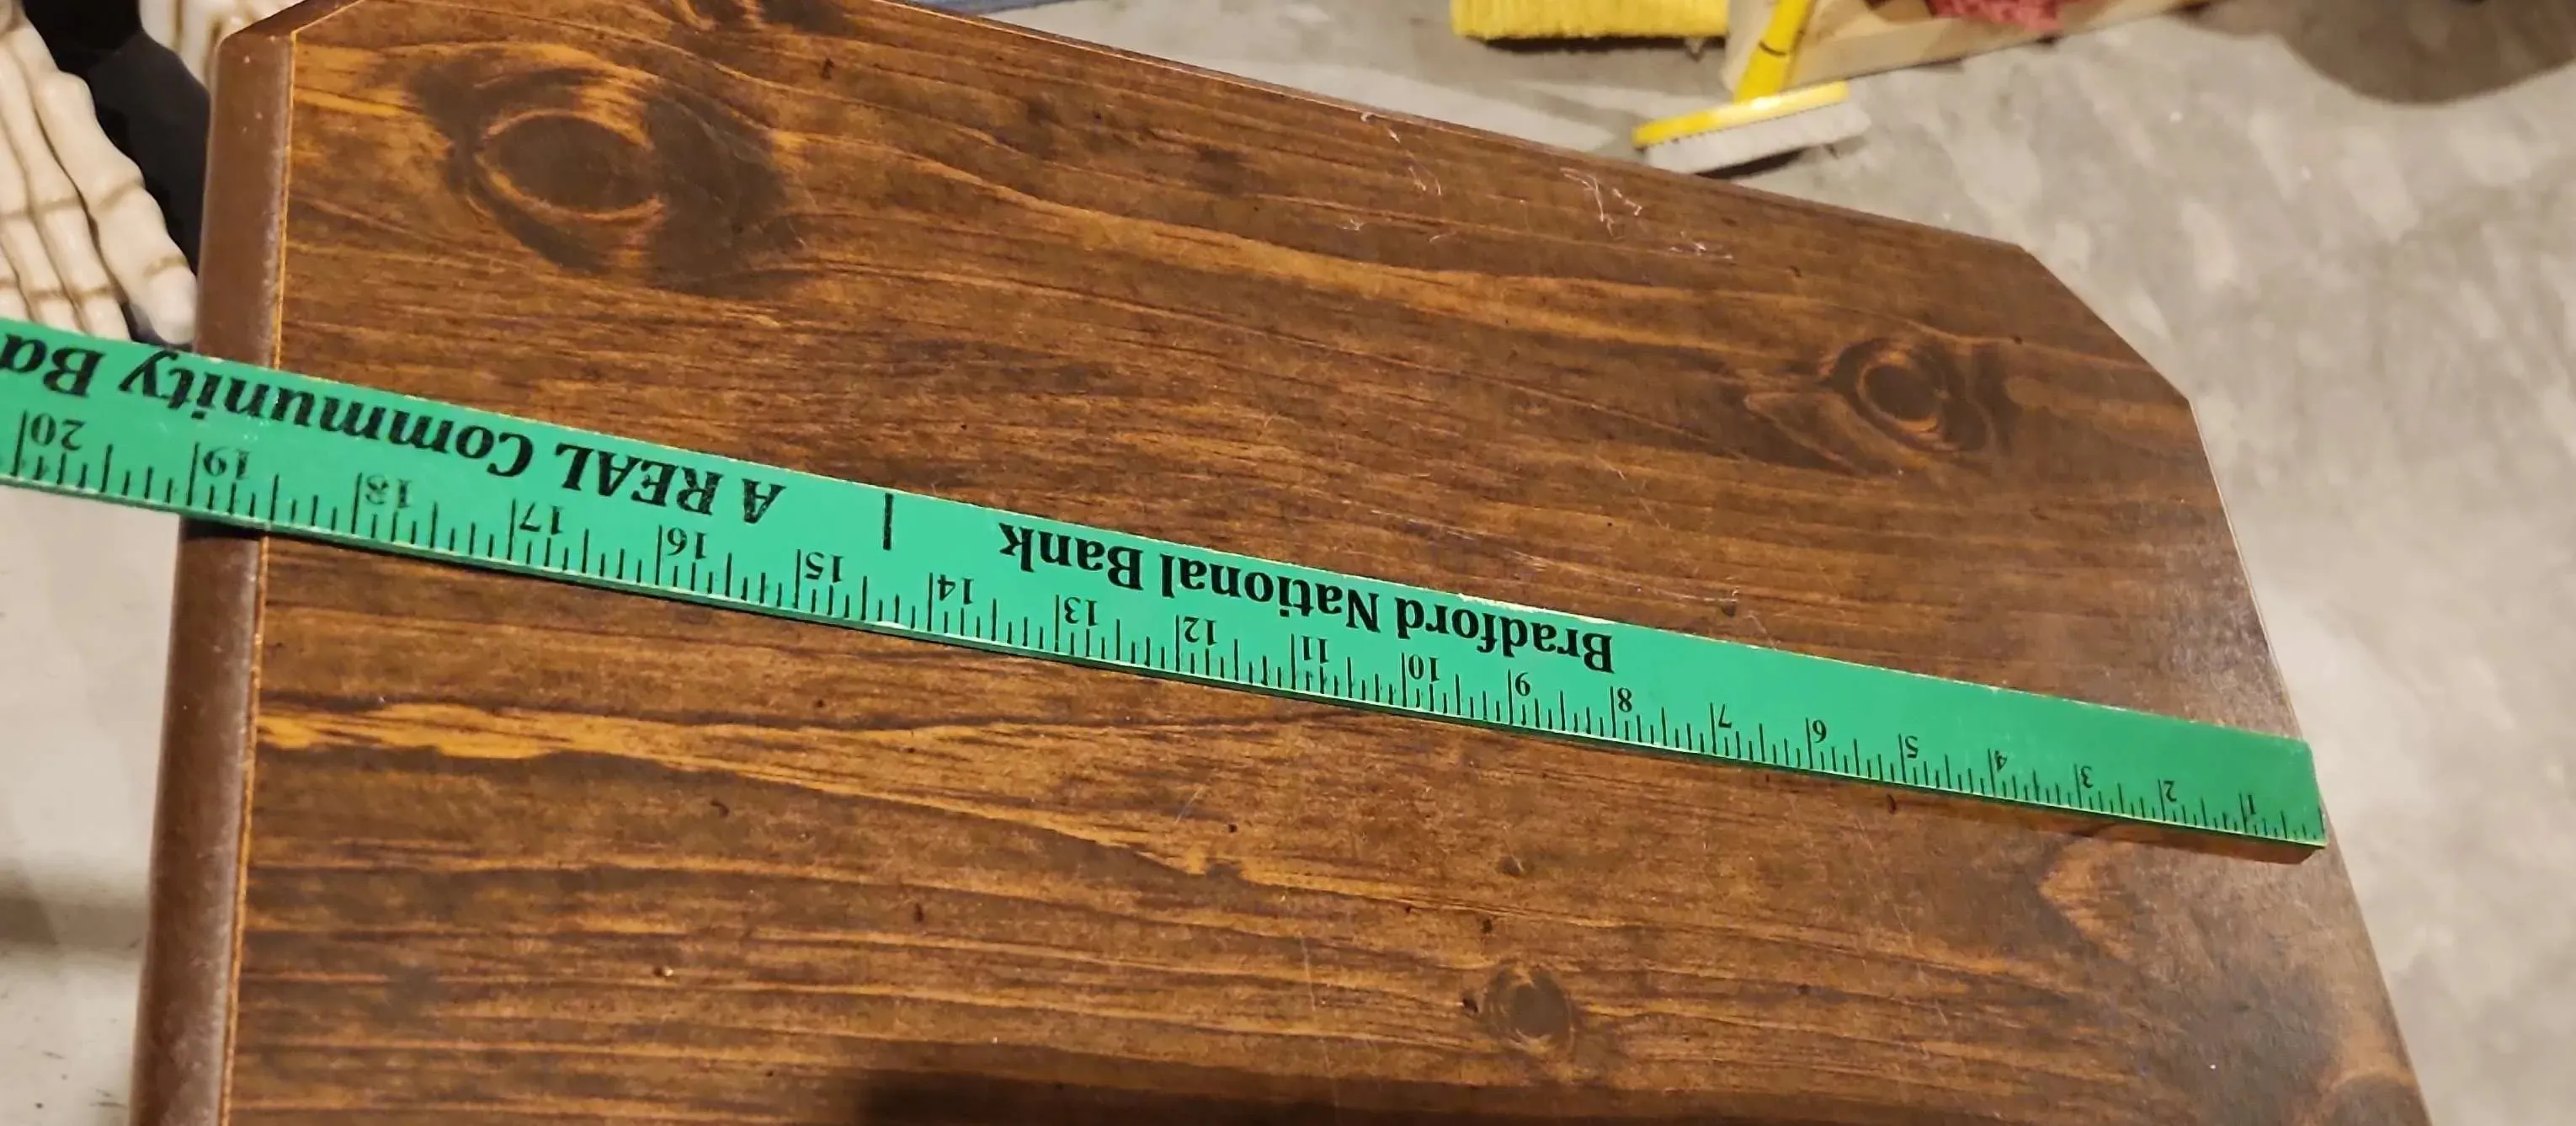 Bradford National Bank | A REAL Community Ba
1 2 3 4 5 6 7 8 9 10 11 12 13 14 15 16 17 18 19 20